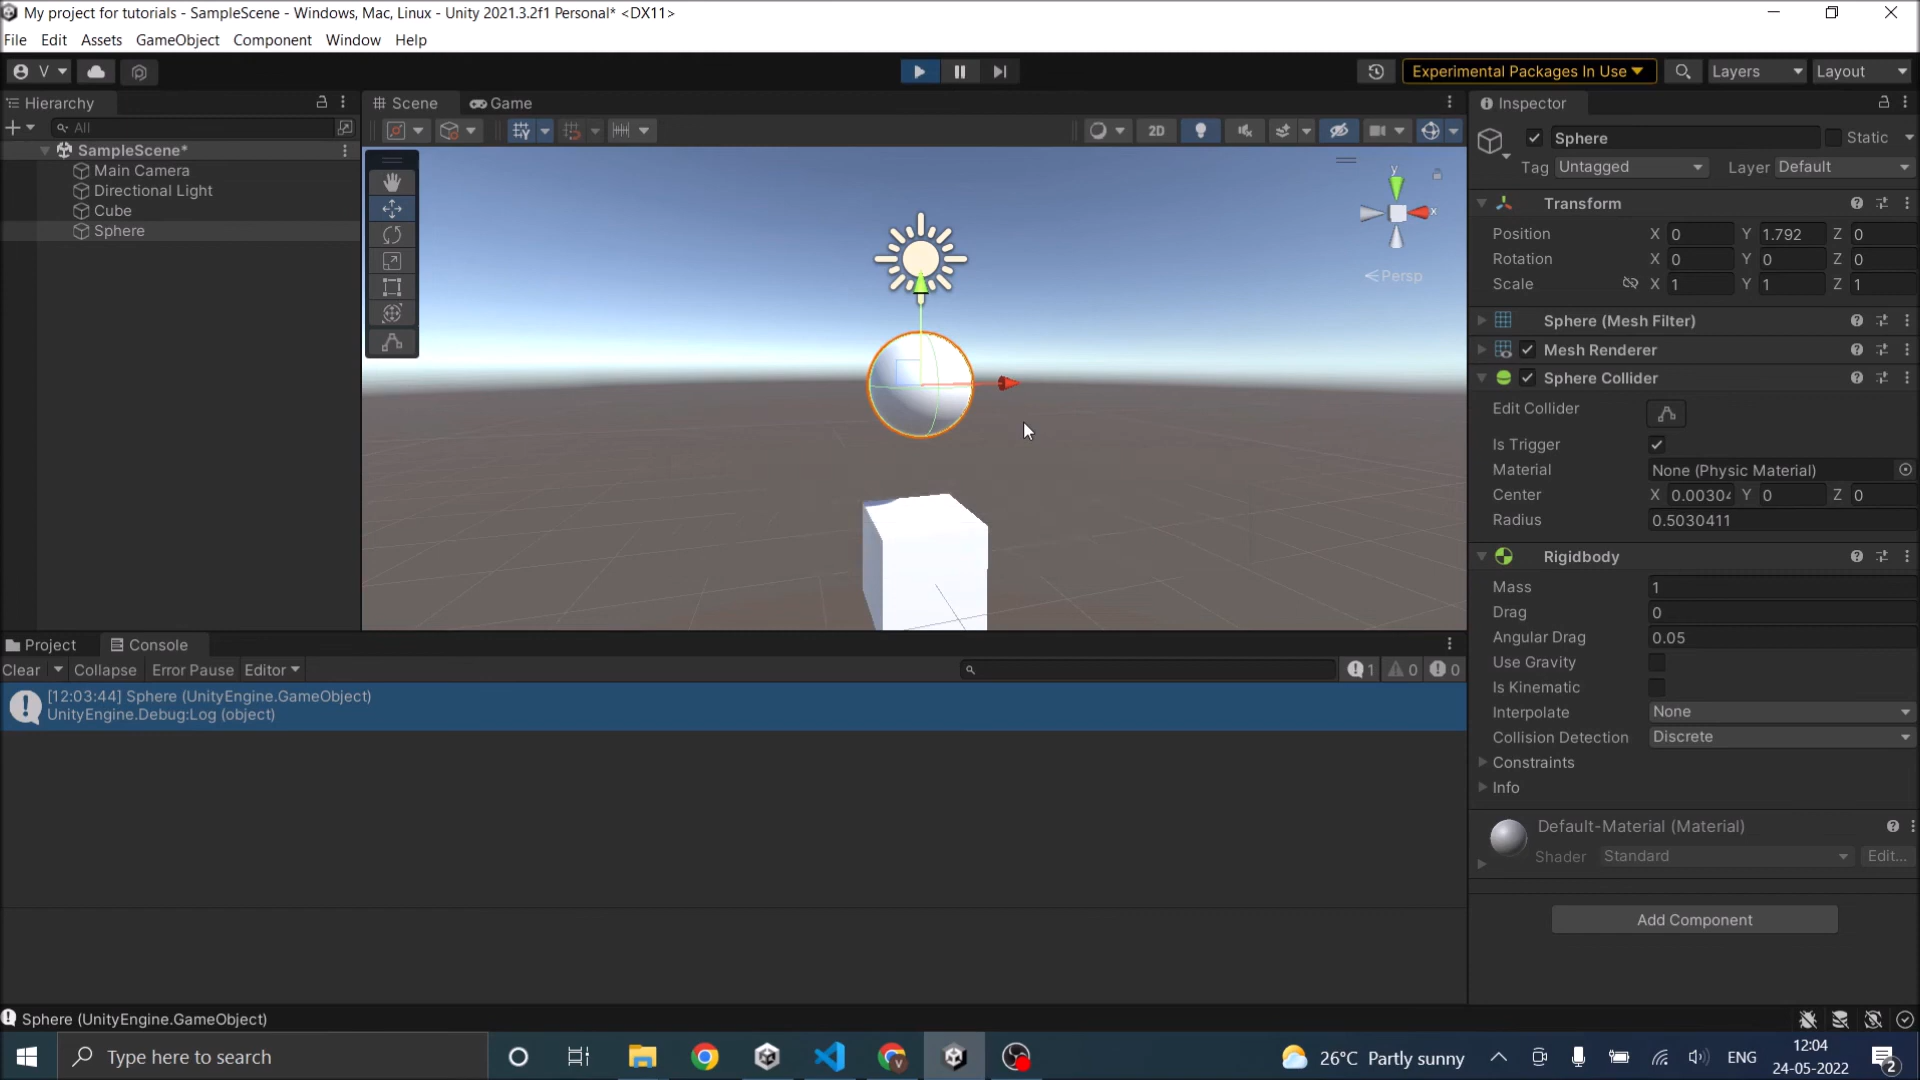 My project for tutorials - SampleScene - Windows, Mac, Linux - Unity 2021.3.2f1 Personal* <DX11>
File Edit Assets GameObject Component Window Help
V Experimental Packages In Use Layers Layout
Hierarchy
All
SampleScene*
Main Camera
Directional Light
Cube
Sphere
Scene Game
2D
y
x
Persp
Inspector
Sphere Static
Tag Untagged Layer Default
Transform
Position X 0 Y 1.792 Z 0
Rotation X 0 Y 0 Z 0
Scale X 1 Y 1 Z 1
Sphere (Mesh Filter)
Mesh Renderer
Sphere Collider
Edit Collider
Is Trigger
Material None (Physic Material)
Center X 0.00304 Y 0 Z 0
Radius 0.5030411
Rigidbody
Mass 1
Drag 0
Angular Drag 0.05
Use Gravity
Is Kinematic
Interpolate None
Collision Detection Discrete
Constraints
Info
Default-Material (Material)
Shader Standard Edit...
Add Component
Project Console
Clear Collapse Error Pause Editor 1 0 0
[12:03:44] Sphere (UnityEngine.GameObject)
UnityEngine.Debug:Log (object)
Sphere (UnityEngine.GameObject)
Type here to search
26°C Partly sunny ENG 12:04
24-05-2022 2